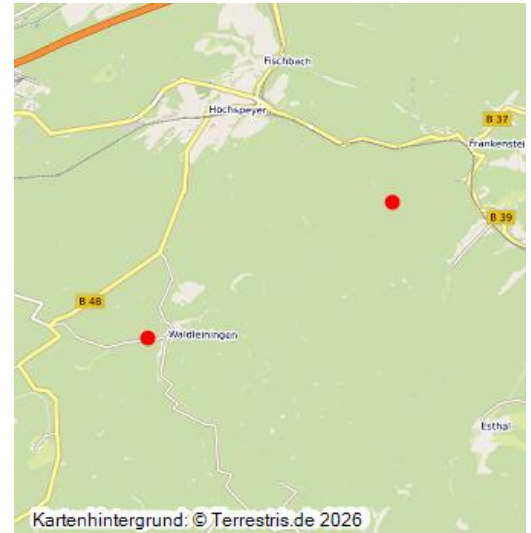 Fischbach
Hochspeyer
B 37
Frankenstei
B 39
B 48
Waldleiningen
Esthal
Kartenhintergrund: © Terrestris.de 2026